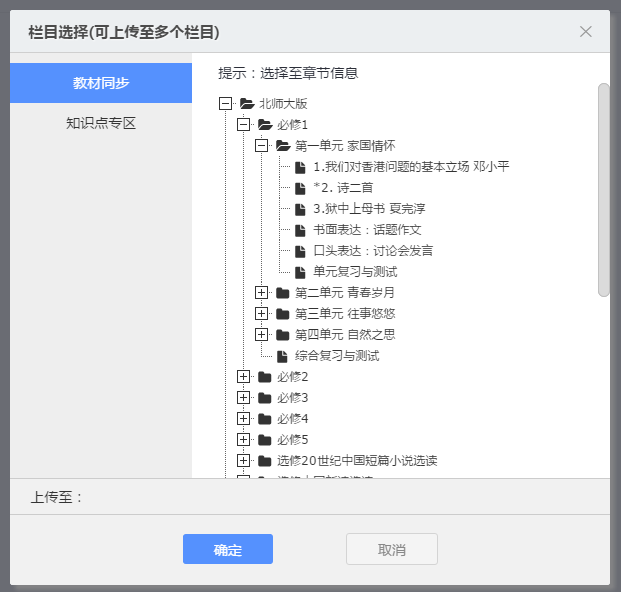 栏目选择(可上传至多个栏目)
教材同步
知识点专区
提示：选择至章节信息
北师大版
必修1
第一单元 家国情怀
1.我们对香港问题的基本立场 邓小平
*2. 诗二首
3.狱中上母书 夏完淳
书面表达：话题作文
口头表达：讨论会发言
单元复习与测试
第二单元 青春岁月
第三单元 往事悠悠
第四单元 自然之思
综合复习与测试
必修2
必修3
必修4
必修5
选修20世纪中国短篇小说选读
上传至：
确定
取消